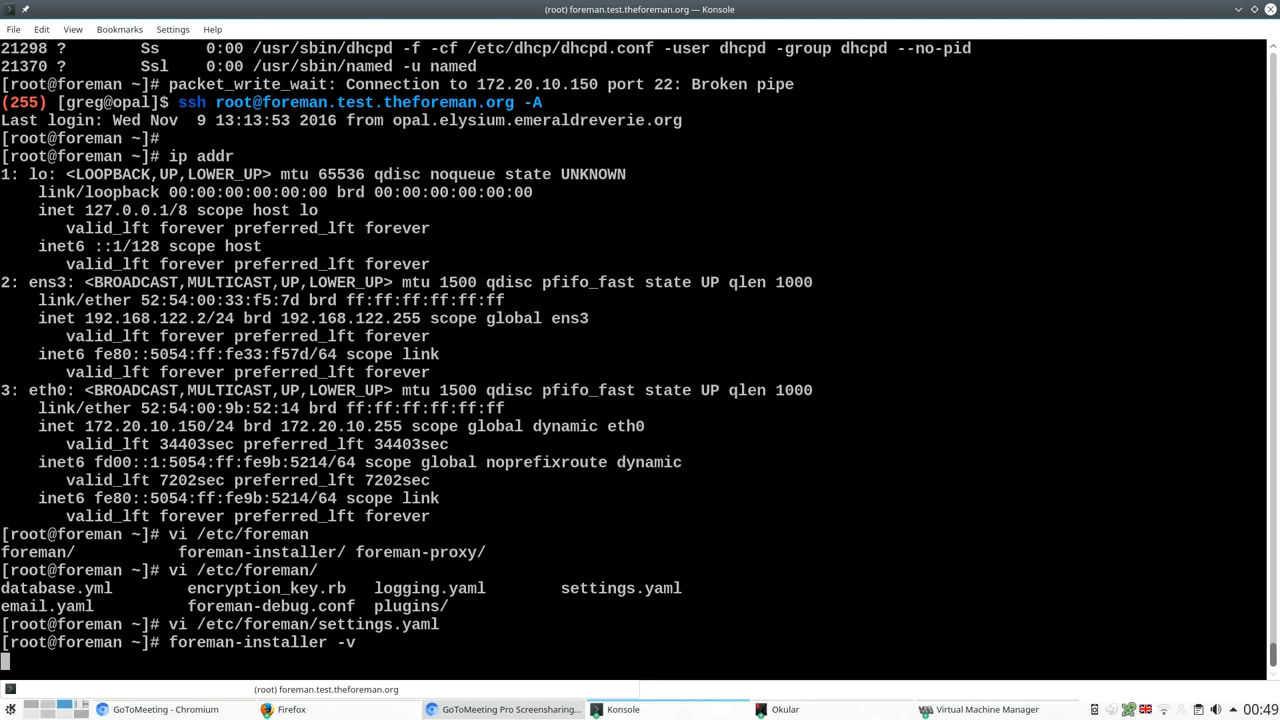 (root) foreman.test.theforeman.org — Konsole
File Edit View Bookmarks Settings Help
21298 ? Ss 0:00 /usr/sbin/dhcpd -f -cf /etc/dhcp/dhcpd.conf -user dhcpd -group dhcpd --no-pid
21370 ? Ssl 0:00 /usr/sbin/named -u named
[root@foreman ~]# packet_write_wait: Connection to 172.20.10.150 port 22: Broken pipe
(255) [greg@opal]$ ssh root@foreman.test.theforeman.org -A
Last login: Wed Nov  9 13:13:53 2016 from opal.elysium.emeraldreverie.org
[root@foreman ~]#
[root@foreman ~]# ip addr
1: lo: <LOOPBACK,UP,LOWER_UP> mtu 65536 qdisc noqueue state UNKNOWN
    link/loopback 00:00:00:00:00:00 brd 00:00:00:00:00:00
    inet 127.0.0.1/8 scope host lo
       valid_lft forever preferred_lft forever
    inet6 ::1/128 scope host
       valid_lft forever preferred_lft forever
2: ens3: <BROADCAST,MULTICAST,UP,LOWER_UP> mtu 1500 qdisc pfifo_fast state UP qlen 1000
    link/ether 52:54:00:33:f5:7d brd ff:ff:ff:ff:ff:ff
    inet 192.168.122.2/24 brd 192.168.122.255 scope global ens3
       valid_lft forever preferred_lft forever
    inet6 fe80::5054:ff:fe33:f57d/64 scope link
       valid_lft forever preferred_lft forever
3: eth0: <BROADCAST,MULTICAST,UP,LOWER_UP> mtu 1500 qdisc pfifo_fast state UP qlen 1000
    link/ether 52:54:00:9b:52:14 brd ff:ff:ff:ff:ff:ff
    inet 172.20.10.150/24 brd 172.20.10.255 scope global dynamic eth0
       valid_lft 34403sec preferred_lft 34403sec
    inet6 fd00::1:5054:ff:fe9b:5214/64 scope global noprefixroute dynamic
       valid_lft 7202sec preferred_lft 7202sec
    inet6 fe80::5054:ff:fe9b:5214/64 scope link
       valid_lft forever preferred_lft forever
[root@foreman ~]# vi /etc/foreman
foreman/ foreman-installer/ foreman-proxy/
[root@foreman ~]# vi /etc/foreman/
database.yml encryption_key.rb logging.yaml settings.yaml
email.yaml foreman-debug.conf plugins/
[root@foreman ~]# vi /etc/foreman/settings.yaml
[root@foreman ~]# foreman-installer -v
(root) foreman.test.theforeman.org
GoToMeeting - Chromium Firefox GoToMeeting Pro Screensharing... Konsole Okular Virtual Machine Manager 00:49